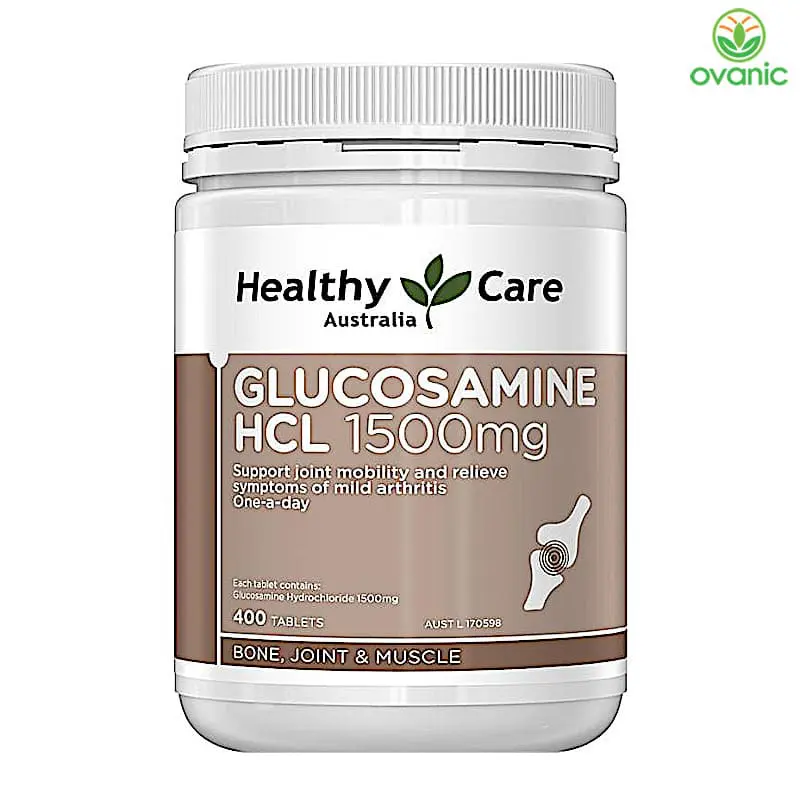 ovanic
Healthy Care
Australia
GLUCOSAMINE
HCL 1500mg
Support joint mobility and relieve
symptoms of mild arthritis
One-a-day
Each tablet contains:
Glucosamine Hydrochloride 1500mg
400 TABLETS
AUST L 170598
BONE, JOINT & MUSCLE